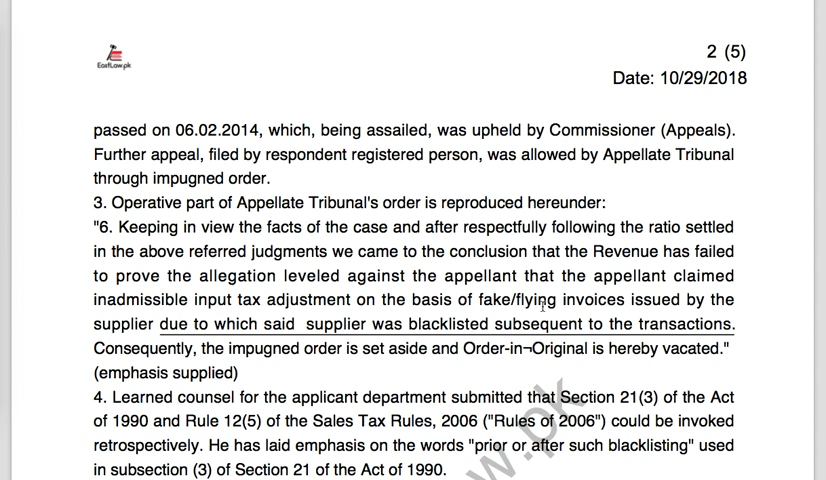 EastLaw.pk
2 (5)
Date: 10/29/2018
passed on 06.02.2014, which, being assailed, was upheld by Commissioner (Appeals).
Further appeal, filed by respondent registered person, was allowed by Appellate Tribunal
through impugned order.
3. Operative part of Appellate Tribunal's order is reproduced hereunder:
"6. Keeping in view the facts of the case and after respectfully following the ratio settled
in the above referred judgments we came to the conclusion that the Revenue has failed
to prove the allegation leveled against the appellant that the appellant claimed
inadmissible input tax adjustment on the basis of fake/flying invoices issued by the
supplier due to which said supplier was blacklisted subsequent to the transactions.
Consequently, the impugned order is set aside and Order-in¬Original is hereby vacated."
(emphasis supplied)
4. Learned counsel for the applicant department submitted that Section 21(3) of the Act
of 1990 and Rule 12(5) of the Sales Tax Rules, 2006 ("Rules of 2006") could be invoked
retrospectively. He has laid emphasis on the words "prior or after such blacklisting" used
in subsection (3) of Section 21 of the Act of 1990.
w.pk